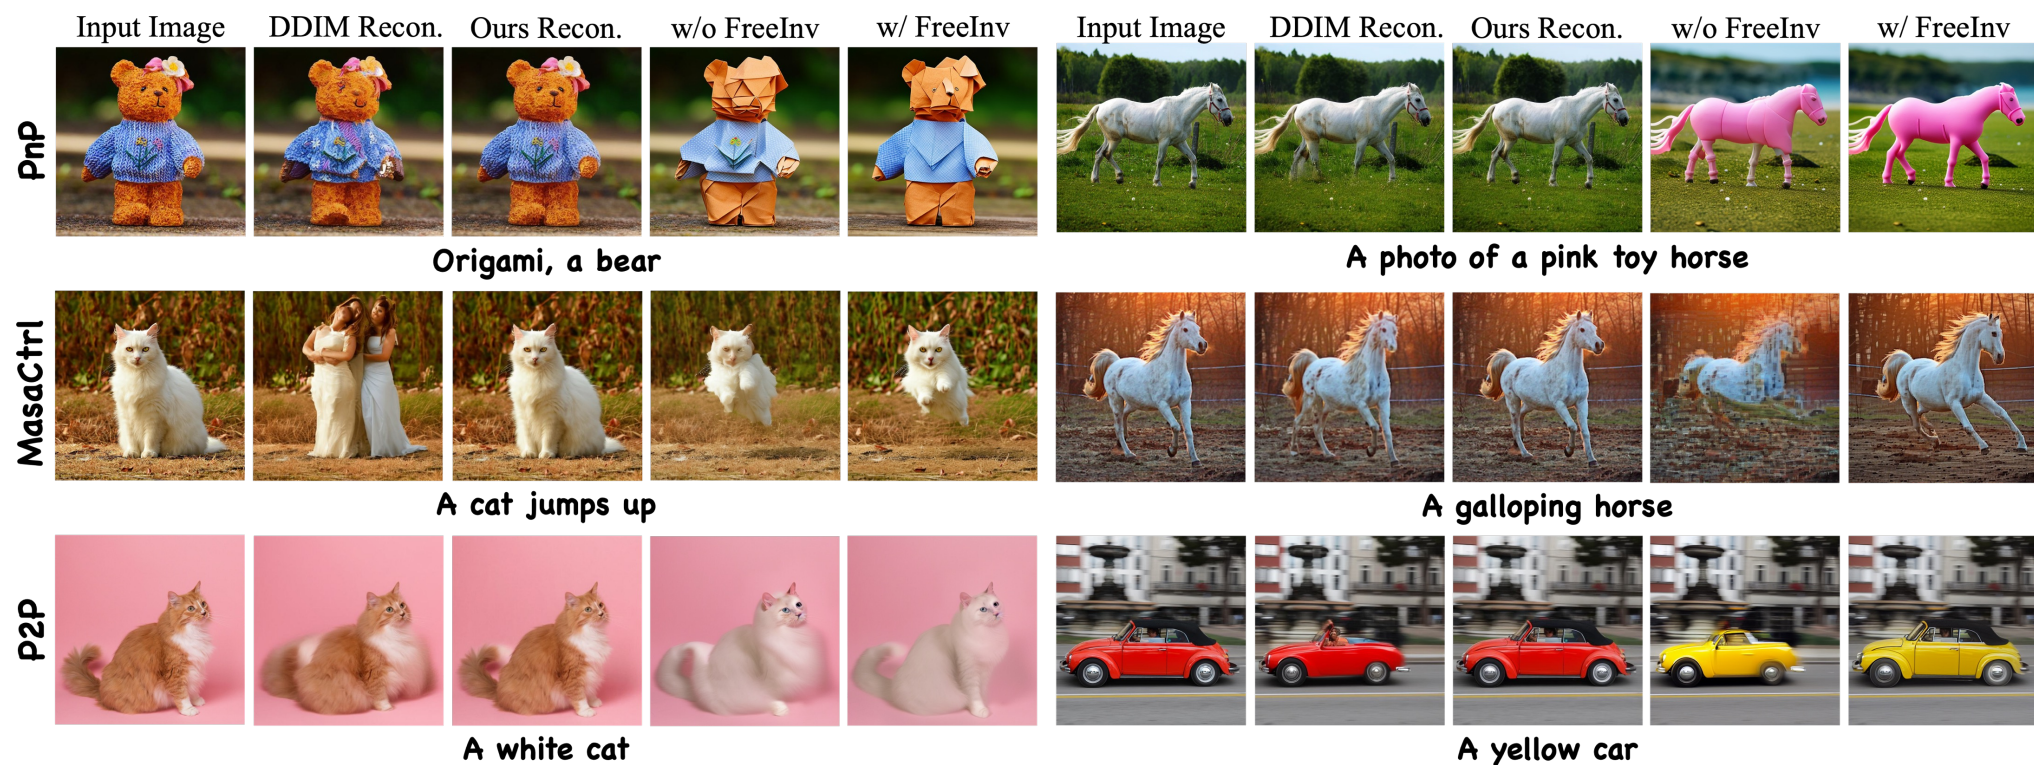 Input Image DDIM Recon. Ours Recon. w/o FreeInv w/ FreeInv Input Image DDIM Recon. Ours Recon. w/o FreeInv w/ FreeInv
PnP
Origami, a bear A photo of a pink toy horse
MasaCtrl
A cat jumps up A galloping horse
P2P
A white cat A yellow car